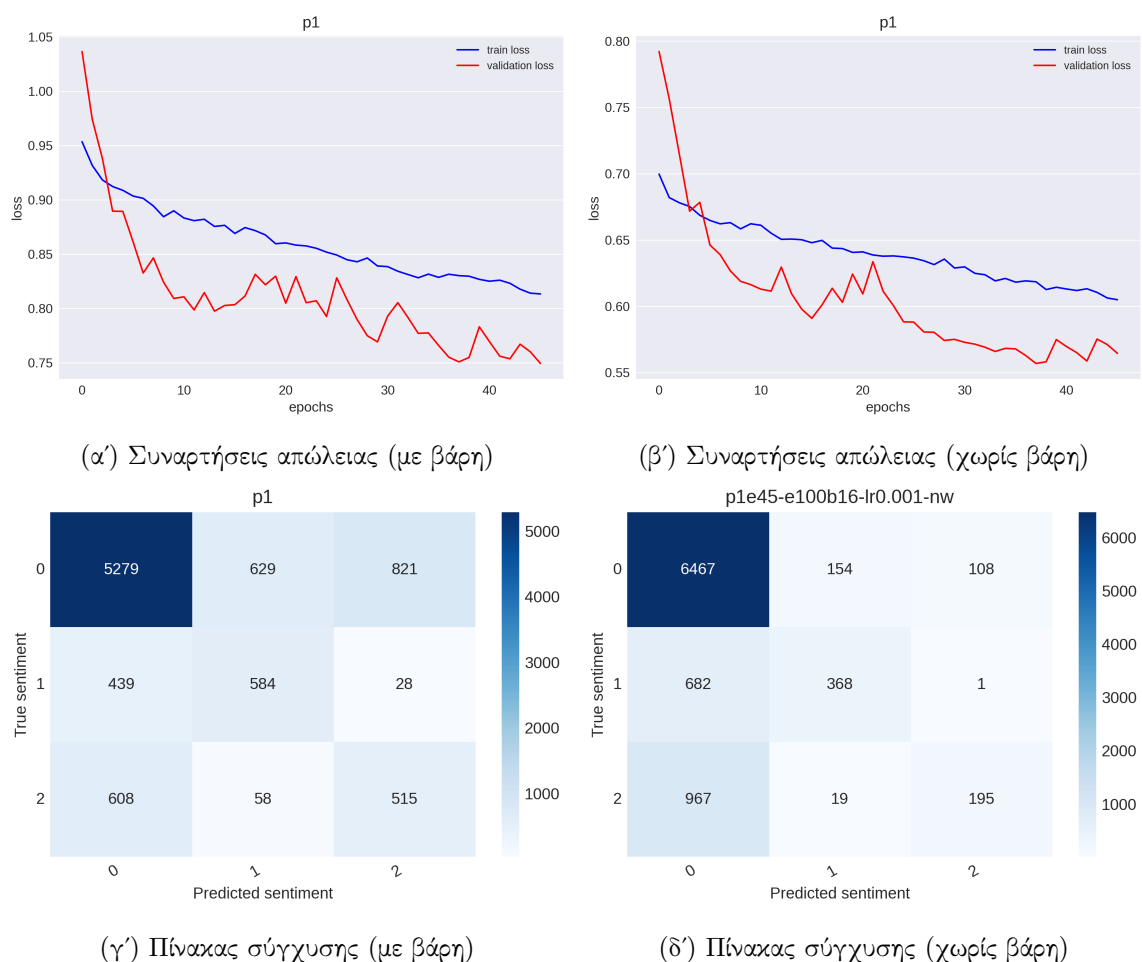 p1
1.05
1.00
0.95
0.90
0.85
0.80
0.75
loss
train loss
validation loss
0 10 20 30 40
epochs
p1
0.80
0.75
0.70
0.65
0.60
0.55
loss
train loss
validation loss
0 10 20 30 40
epochs
(αʹ) Συναρτήσεις απώλειας (με βάρη)
(βʹ) Συναρτήσεις απώλειας (χωρίς βάρη)
p1
True sentiment
0 5279 629 821
1 439 584 28
2 608 58 515
0 1 2
Predicted sentiment
5000
4000
3000
2000
1000
p1e45-e100b16-lr0.001-nw
True sentiment
0 6467 154 108
1 682 368 1
2 967 19 195
0 1 2
Predicted sentiment
6000
5000
4000
3000
2000
1000
(γʹ) Πίνακας σύγχυσης (με βάρη)
(δʹ) Πίνακας σύγχυσης (χωρίς βάρη)